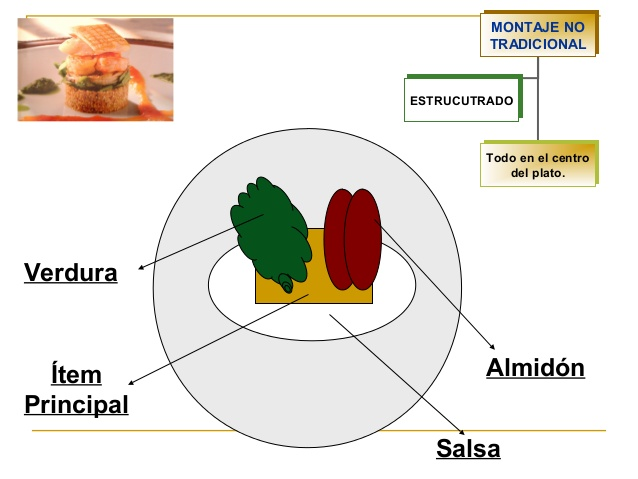 MONTAJE NO
TRADICIONAL
ESTRUCUTRADO
Todo en el centro
del plato.
Verdura
Ítem
Principal
Almidón
Salsa